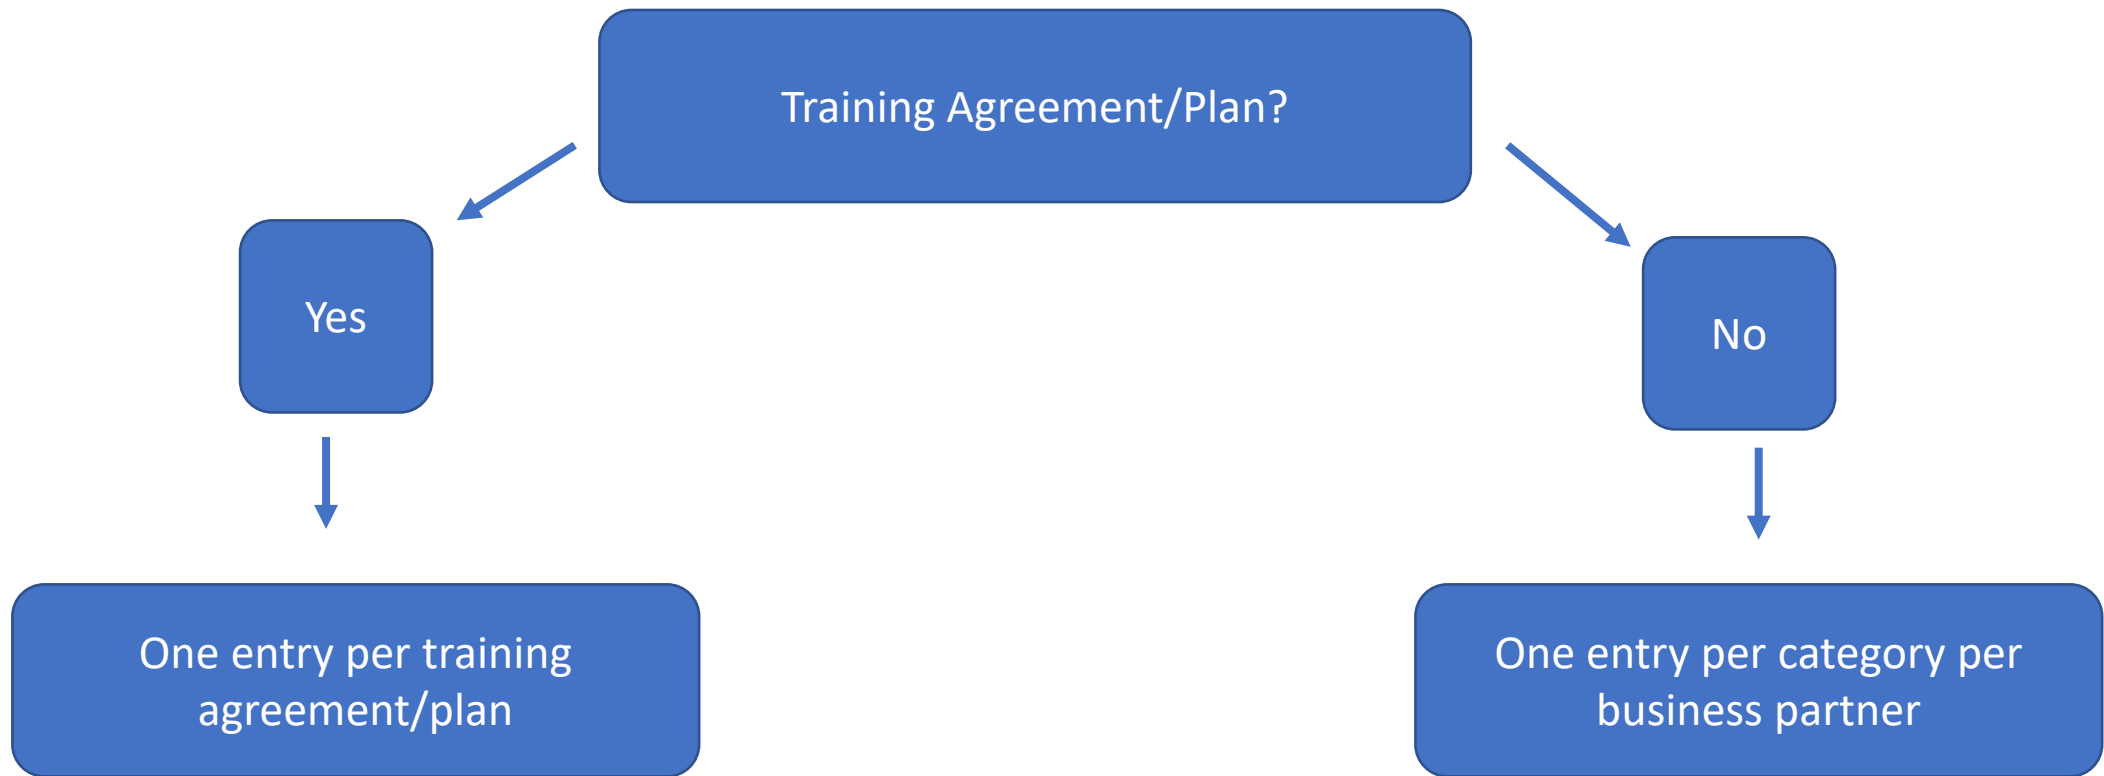 Training Agreement/Plan?
Yes
No
One entry per training
agreement/plan
One entry per category per
business partner